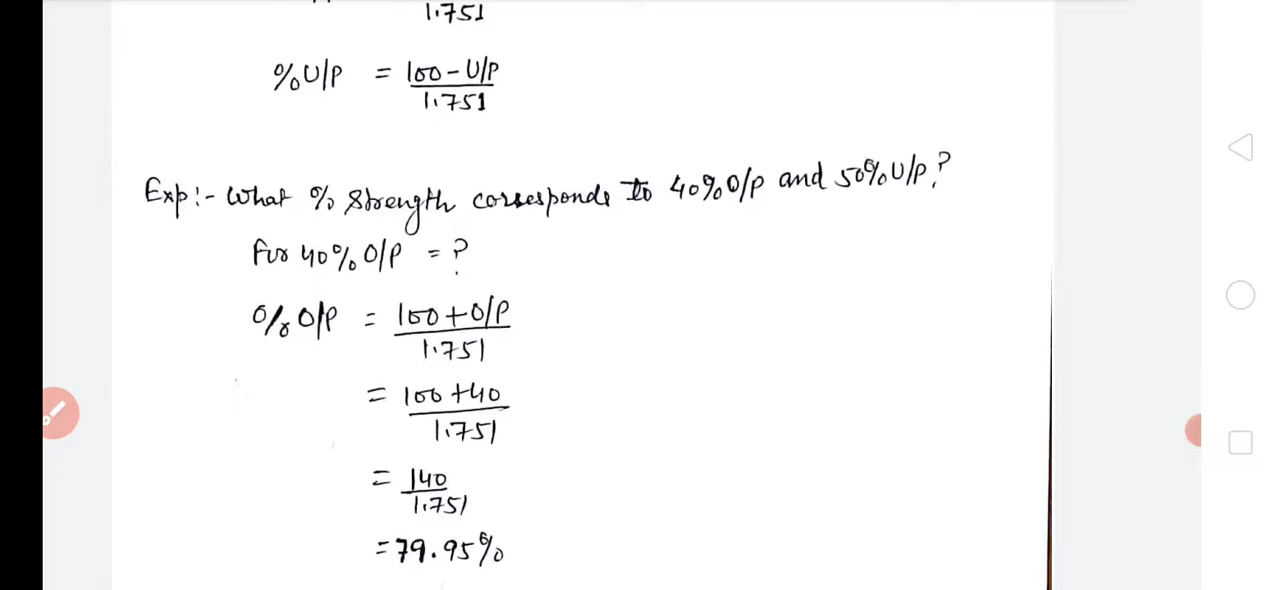 1.751
%U/P = 100 - U/P
1.751
Exp:- What % Strength corresponds to 40% O/P and 50% U/P?
For 40% O/P = ?
% O/P = 100 + O/P
1.751
= 100 + 40
1.751
= 140
1.751
= 79.95%